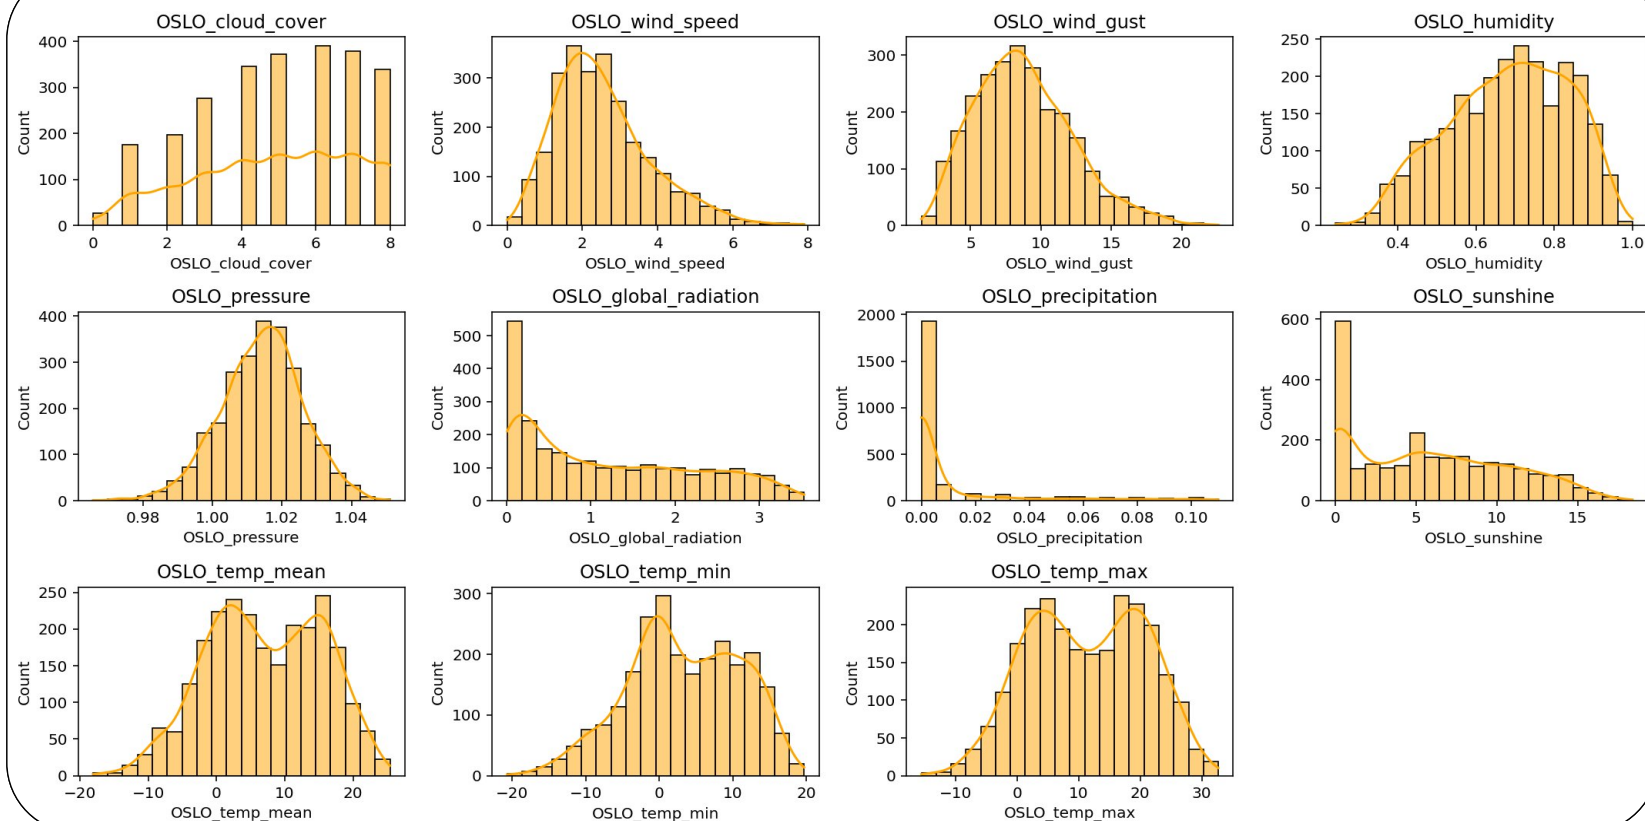 OSLO_cloud_cover
400
300
200
100
0
Count
0 2 4 6 8
OSLO_cloud_cover
OSLO_wind_speed
300
200
100
0
Count
0 2 4 6 8
OSLO_wind_speed
OSLO_wind_gust
300
200
100
0
Count
5 10 15 20
OSLO_wind_gust
OSLO_humidity
250
200
150
100
50
0
Count
0.4 0.6 0.8 1.0
OSLO_humidity
OSLO_pressure
400
300
200
100
0
Count
0.98 1.00 1.02 1.04
OSLO_pressure
OSLO_global_radiation
500
400
300
200
100
0
Count
0 1 2 3
OSLO_global_radiation
OSLO_precipitation
2000
1500
1000
500
0
Count
0.00 0.02 0.04 0.06 0.08 0.10
OSLO_precipitation
OSLO_sunshine
600
400
200
0
Count
0 5 10 15
OSLO_sunshine
OSLO_temp_mean
250
200
150
100
50
0
Count
−20 −10 0 10 20
OSLO_temp_mean
OSLO_temp_min
300
200
100
0
Count
−20 −10 0 10 20
OSLO_temp_min
OSLO_temp_max
200
150
100
50
0
Count
−10 0 10 20 30
OSLO_temp_max